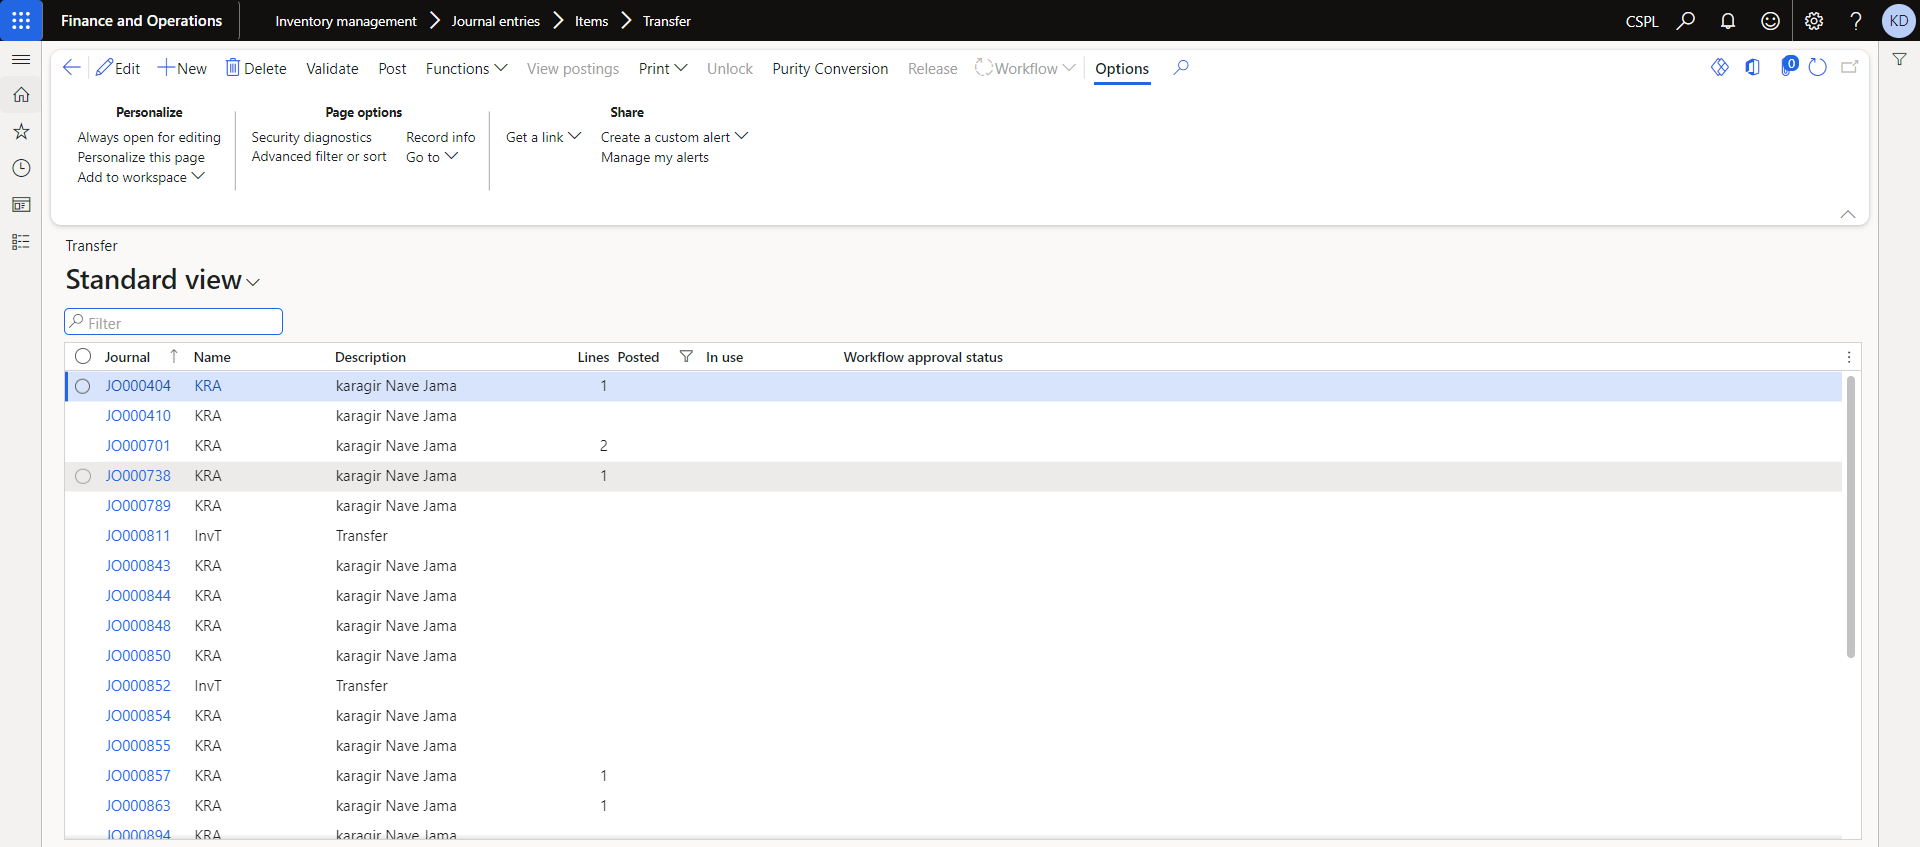 Finance and Operations
Inventory management > Journal entries > Items > Transfer
CSPL
KD
Edit New Delete Validate Post Functions View postings Print Unlock Purity Conversion Release Workflow Options
0
Personalize
Always open for editing
Personalize this page
Add to workspace
Page options
Security diagnostics Record info
Advanced filter or sort Go to
Share
Get a link Create a custom alert
Manage my alerts
Transfer
Standard view
Filter
Journal ↑ Name Description Lines Posted In use Workflow approval status
JO000404 KRA karagir Nave Jama 1
JO000410 KRA karagir Nave Jama
JO000701 KRA karagir Nave Jama 2
JO000738 KRA karagir Nave Jama 1
JO000789 KRA karagir Nave Jama
JO000811 InvT Transfer
JO000843 KRA karagir Nave Jama
JO000844 KRA karagir Nave Jama
JO000848 KRA karagir Nave Jama
JO000850 KRA karagir Nave Jama
JO000852 InvT Transfer
JO000854 KRA karagir Nave Jama
JO000855 KRA karagir Nave Jama
JO000857 KRA karagir Nave Jama 1
JO000863 KRA karagir Nave Jama 1
JO000894 KRA karagir Nave Jama